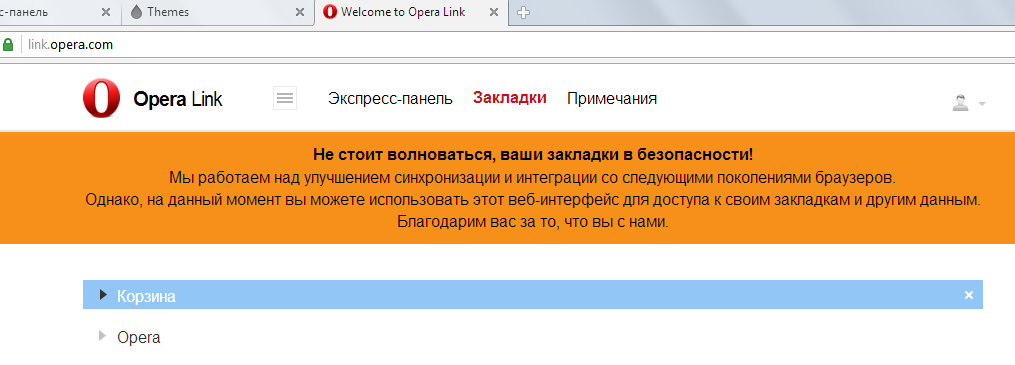 с-панель
Themes
Welcome to Opera Link
link.opera.com
Opera Link
Экспресс-панель
Закладки
Примечания
Не стоит волноваться, ваши закладки в безопасности!
Мы работаем над улучшением синхронизации и интеграции со следующими поколениями браузеров.
Однако, на данный момент вы можете использовать этот веб-интерфейс для доступа к своим закладкам и другим данным.
Благодарим вас за то, что вы с нами.
Корзина
Opera